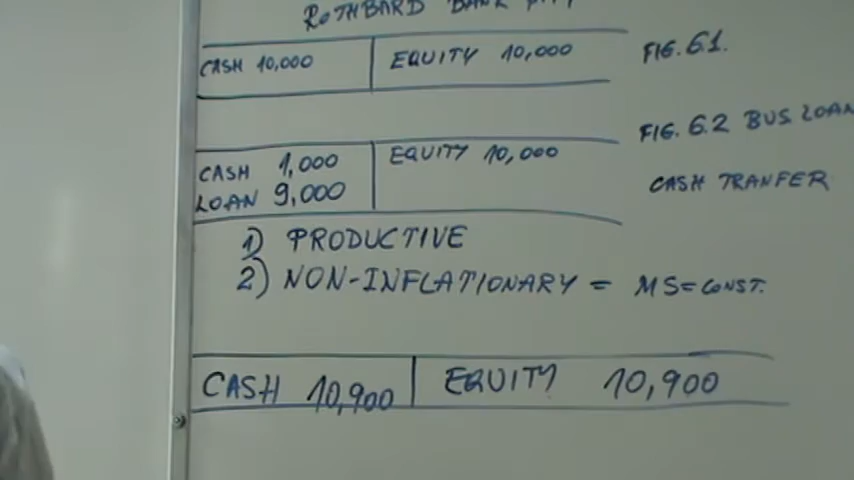 ROTHBARD BANK
CASH 10,000 EQUITY 10,000 FIG. 6.1.
FIG. 6.2 BUS. LOAN
CASH 1,000 EQUITY 10,000
LOAN 9,000 CASH TRANFER
1) PRODUCTIVE
2) NON-INFLATIONARY = MS=CONST.
CASH 10,900 EQUITY 10,900